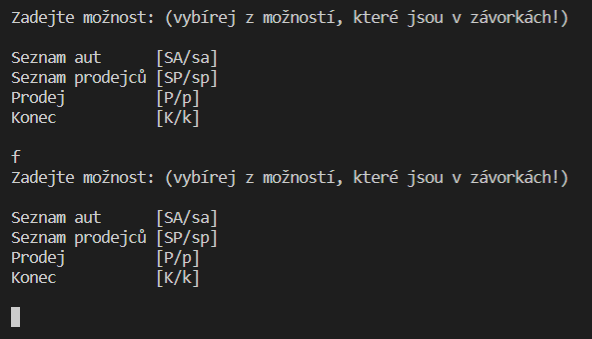 Zadejte možnost: (vybírej z možností, které jsou v závorkách!)
Seznam aut [SA/sa]
Seznam prodejců [SP/sp]
Prodej [P/p]
Konec [K/k]
f
Zadejte možnost: (vybírej z možností, které jsou v závorkách!)
Seznam aut [SA/sa]
Seznam prodejců [SP/sp]
Prodej [P/p]
Konec [K/k]